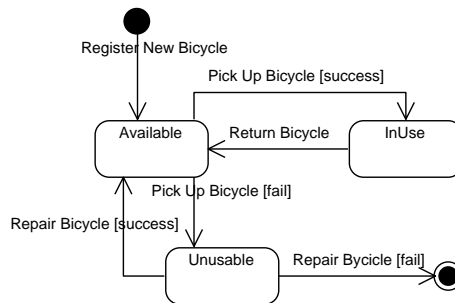 Register New Bicycle
Pick Up Bicycle [success]
Available
Return Bicycle
InUse
Pick Up Bicycle [fail]
Repair Bicycle [success]
Unusable
Repair Bycicle [fail]